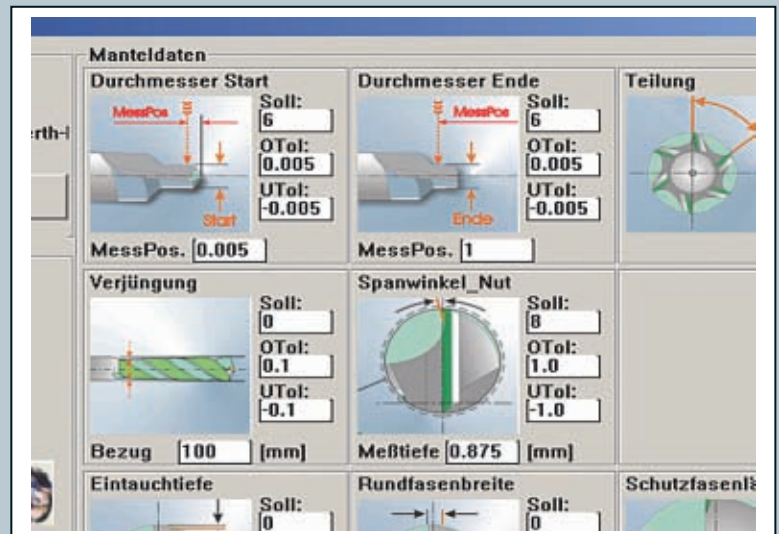 Manteldaten
Durchmesser Start
MessPos
Soll:
6
OTol:
0.005
UTol:
-0.005
Start
MessPos. 0.005
Durchmesser Ende
MessPos
Soll:
6
OTol:
0.005
UTol:
-0.005
Ende
MessPos. 1
Teilung
erth-
Verjüngung
Soll:
0
OTol:
0.1
UTol:
-0.1
Bezug 100 [mm]
Spanwinkel_Nut
Soll:
8
OTol:
1.0
UTol:
-1.0
Meßtiefe 0.875 [mm]
Eintauchtiefe
Soll:
0
Rundfasenbreite
Soll:
0
Schutzfasenlä